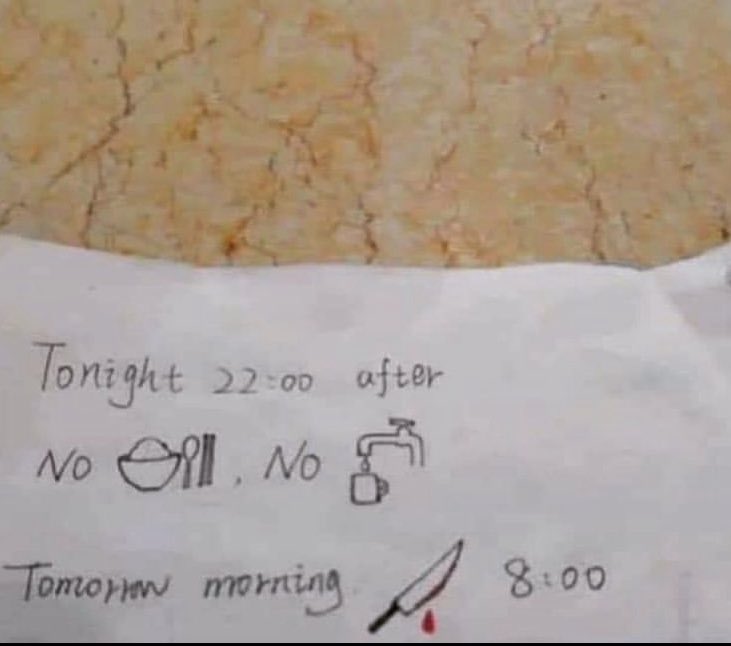 Tonight 22:00 after
No , No
Tomorrow morning 8:00